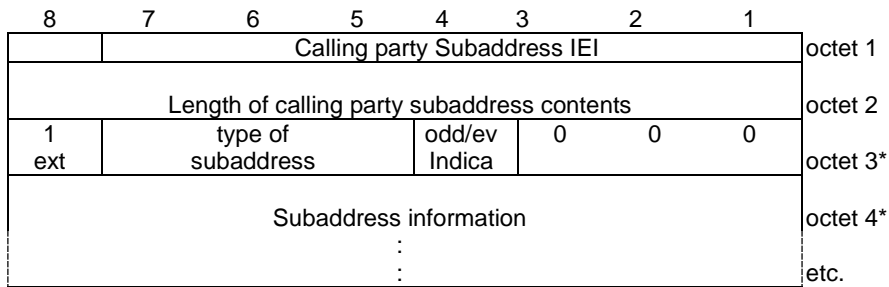 8 7 6 5 4 3 2 1
Calling party Subaddress IEI octet 1
Length of calling party subaddress contents octet 2
1 type of odd/ev 0 0 0
ext subaddress Indica octet 3*
Subaddress information octet 4*
:
: etc.